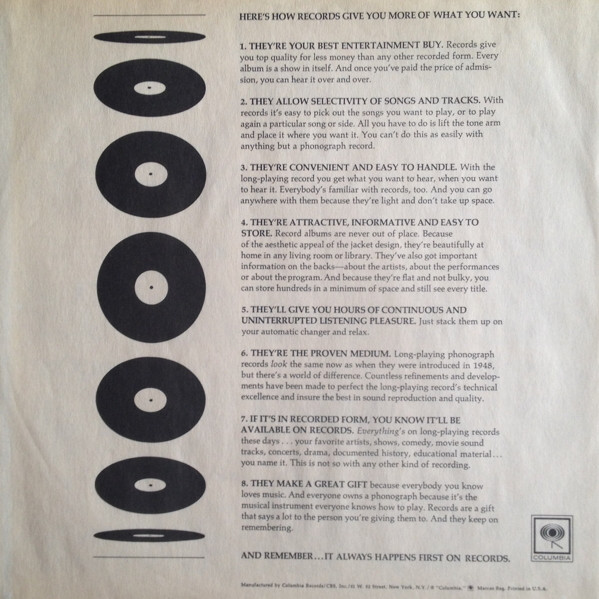 HERE'S HOW RECORDS GIVE YOU MORE OF WHAT YOU WANT:
1. THEY'RE YOUR BEST ENTERTAINMENT BUY. Records give
you top quality for less money than any other recorded form. Every
album is a show in itself. And once you've paid the price of admis-
sion, you can hear it over and over.
2. THEY ALLOW SELECTIVITY OF SONGS AND TRACKS. With
records it's easy to pick out the songs you want to play, or to play
again a particular song or side. All you have to do is lift the tone arm
and place it where you want it. You can't do this as easily with
anything but a phonograph record.
3. THEY'RE CONVENIENT AND EASY TO HANDLE. With the
long-playing record you get what you want to hear, when you want
to hear it. Everybody's familiar with records, too. And you can go
anywhere with them because they're light and don't take up space.
4. THEY'RE ATTRACTIVE, INFORMATIVE AND EASY TO
STORE. Record albums are never out of place. Because
of the aesthetic appeal of the jacket design, they're beautifully at
home in any living room or library. They've also got important
information on the backs—about the artists, about the performances
or about the program. And because they're flat and not bulky, you
can store hundreds in a minimum of space and still see every title.
5. THEY'LL GIVE YOU HOURS OF CONTINUOUS AND
UNINTERRUPTED LISTENING PLEASURE. Just stack them up on
your automatic changer and relax.
6. THEY'RE THE PROVEN MEDIUM. Long-playing phonograph
records look the same now as when they were introduced in 1948,
but there's a world of difference. Countless refinements and develop-
ments have been made to perfect the long-playing record's technical
excellence and insure the best in sound reproduction and quality.
7. IF IT'S IN RECORDED FORM, YOU KNOW IT'LL BE
AVAILABLE ON RECORDS. Everything's on long-playing records
these days . . . your favorite artists, shows, comedy, movie sound
tracks, concerts, drama, documented history, educational material . . .
you name it. This is not so with any other kind of recording.
8. THEY MAKE A GREAT GIFT because everybody you know
loves music. And everyone owns a phonograph because it's the
musical instrument everyone knows how to play. Records are a gift
that says a lot to the person you're giving them to. And they keep on
remembering.
AND REMEMBER...IT ALWAYS HAPPENS FIRST ON RECORDS.
COLUMBIA
Manufactured by Columbia Records/CBS, Inc./51 W. 52 Street, New York, N.Y. / ® "Columbia," Marcas Reg. Printed in U.S.A.